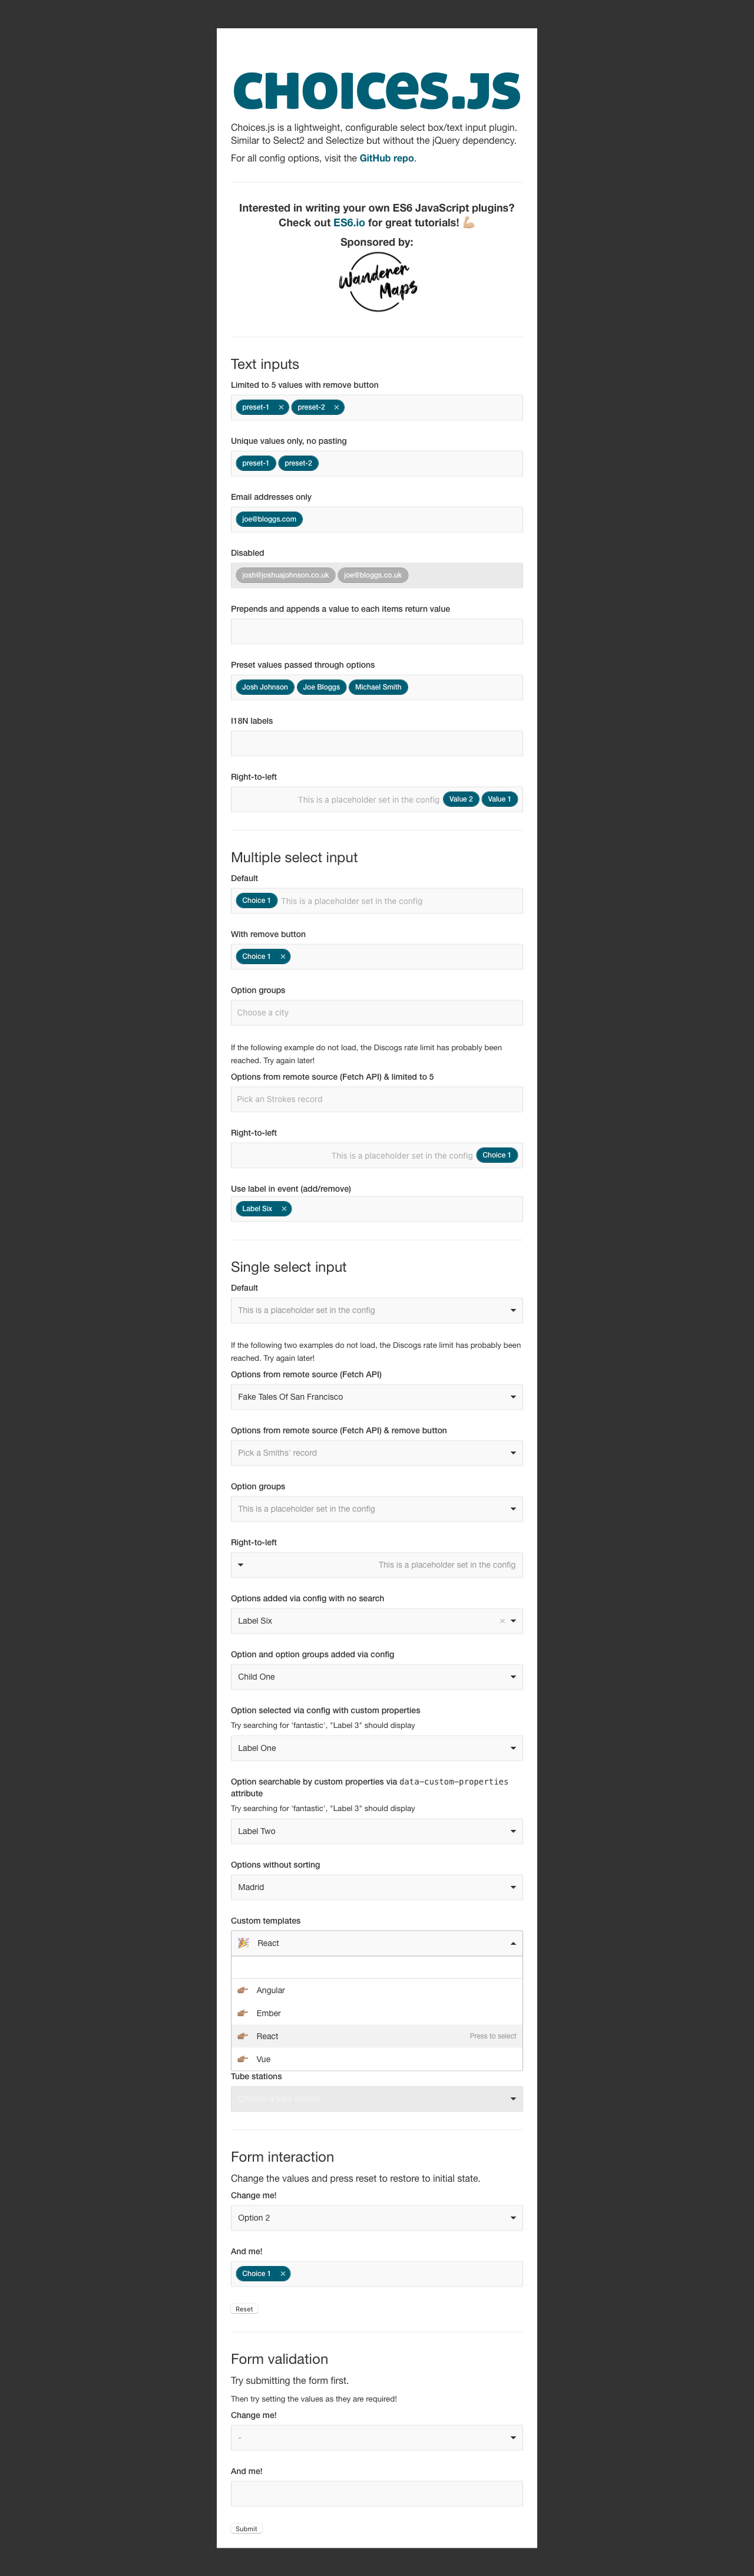 CHOICES.JS
Choices.js is a lightweight, configurable select box/text input plugin.
Similar to Select2 and Selectize but without the jQuery dependency.
For all config options, visit the GitHub repo.
Interested in writing your own ES6 JavaScript plugins?
Check out ES6.io for great tutorials! 💪🏼
Sponsored by:
Wanderer
Maps
Text inputs
Limited to 5 values with remove button
preset-1 × preset-2 ×
Unique values only, no pasting
preset-1 preset-2
Email addresses only
joe@bloggs.com
Disabled
josh@joshuajohnson.co.uk joe@bloggs.co.uk
Prepends and appends a value to each items return value
Preset values passed through options
Josh Johnson Joe Bloggs Michael Smith
I18N labels
Right-to-left
This is a placeholder set in the config Value 2 Value 1
Multiple select input
Default
Choice 1 This is a placeholder set in the config
With remove button
Choice 1 ×
Option groups
Choose a city
If the following example do not load, the Discogs rate limit has probably been
reached. Try again later!
Options from remote source (Fetch API) & limited to 5
Pick an Strokes record
Right-to-left
This is a placeholder set in the config Choice 1
Use label in event (add/remove)
Label Six ×
Single select input
Default
This is a placeholder set in the config
If the following two examples do not load, the Discogs rate limit has probably been
reached. Try again later!
Options from remote source (Fetch API)
Fake Tales Of San Francisco
Options from remote source (Fetch API) & remove button
Pick a Smiths' record
Option groups
This is a placeholder set in the config
Right-to-left
This is a placeholder set in the config
Options added via config with no search
Label Six ×
Option and option groups added via config
Child One
Option selected via config with custom properties
Try searching for 'fantastic', "Label 3" should display
Label One
Option searchable by custom properties via data-custom-properties
attribute
Try searching for 'fantastic', "Label 3" should display
Label Two
Options without sorting
Madrid
Custom templates
🎉 React
👉🏽 Angular
👉🏽 Ember
👉🏽 React Press to select
👉🏽 Vue
Tube stations
Form interaction
Change the values and press reset to restore to initial state.
Change me!
Option 2
And me!
Choice 1 ×
Reset
Form validation
Try submitting the form first.
Then try setting the values as they are required!
Change me!
-
And me!
Submit